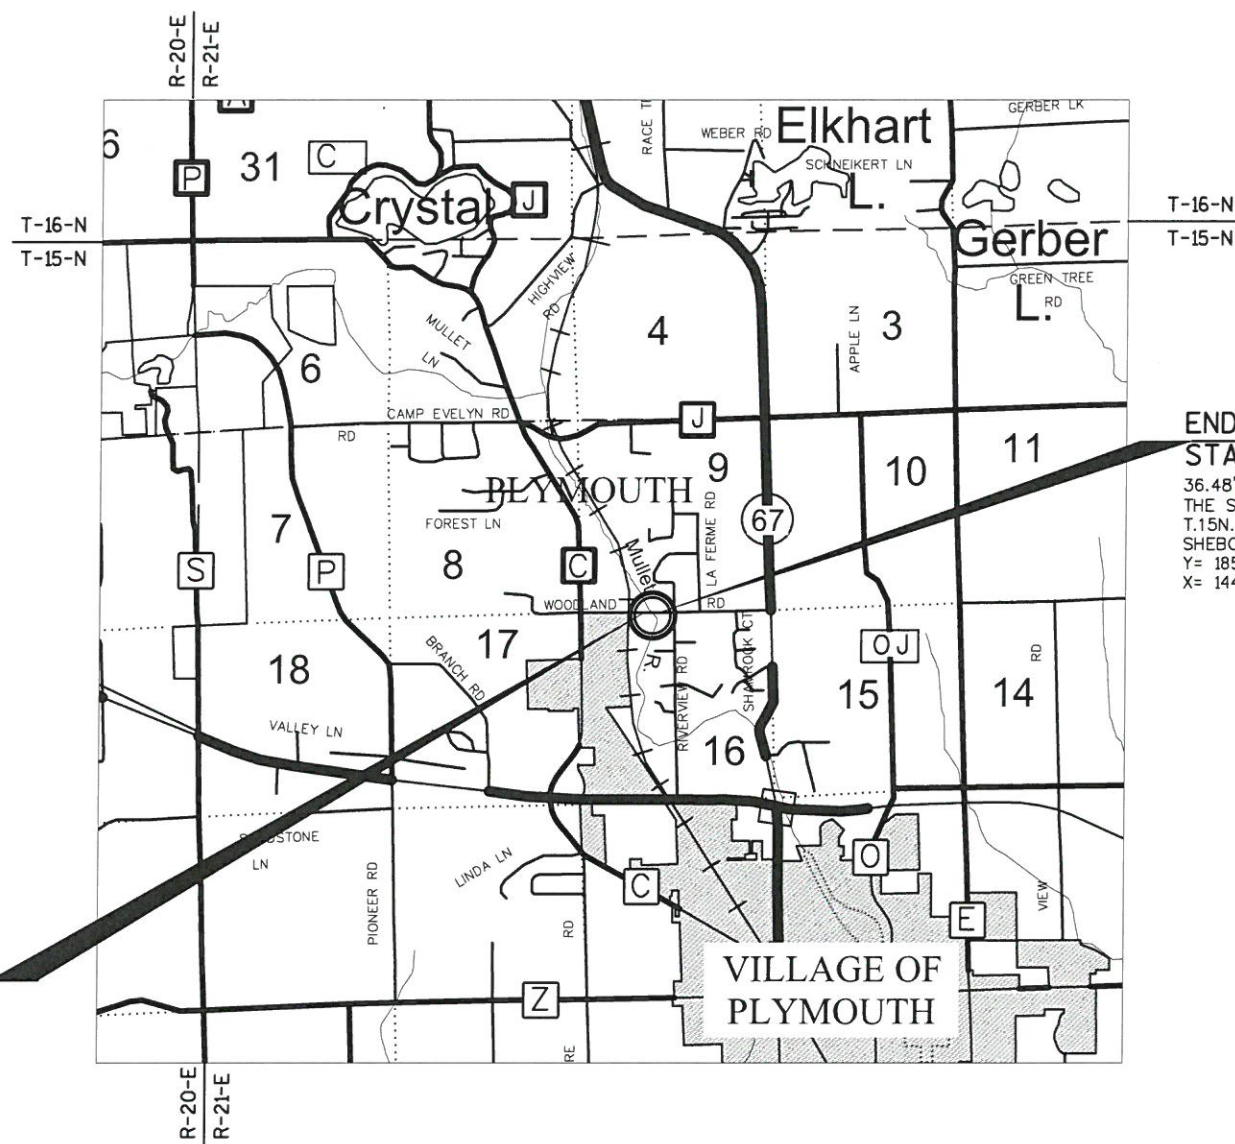 R-20-E
R-21-E
GERBER LK
WEBER RD
Elkhart
SCHNEIKERT LN
L.
6
31
C
P
J
Crystal
T-16-N
T-15-N
T-16-N
T-15-N
Gerber
GREEN TREE
RD
L.
HIGHVIEW
RD
MULLET
LN
4
3
APPLE LN
6
CAMP EVELYN RD
RD
J
END
STA
36.48'
THE S
T.15N.
SHEBO
Y= 185
X= 144
9
10
11
PLYMOUTH
FOREST LN
7
67
LA FERME RD
Mullet
R.
S
P
8
C
WOODLAND
RD
17
BRANCH RD
18
RIVERVIEW RD
SHAMROCK CT
OJ
15
14
RD
VALLEY LN
16
LN
LINDA LN
PIONEER RD
RD
C
O
VIEW
E
VILLAGE OF
PLYMOUTH
Z
RE
R-20-E
R-21-E